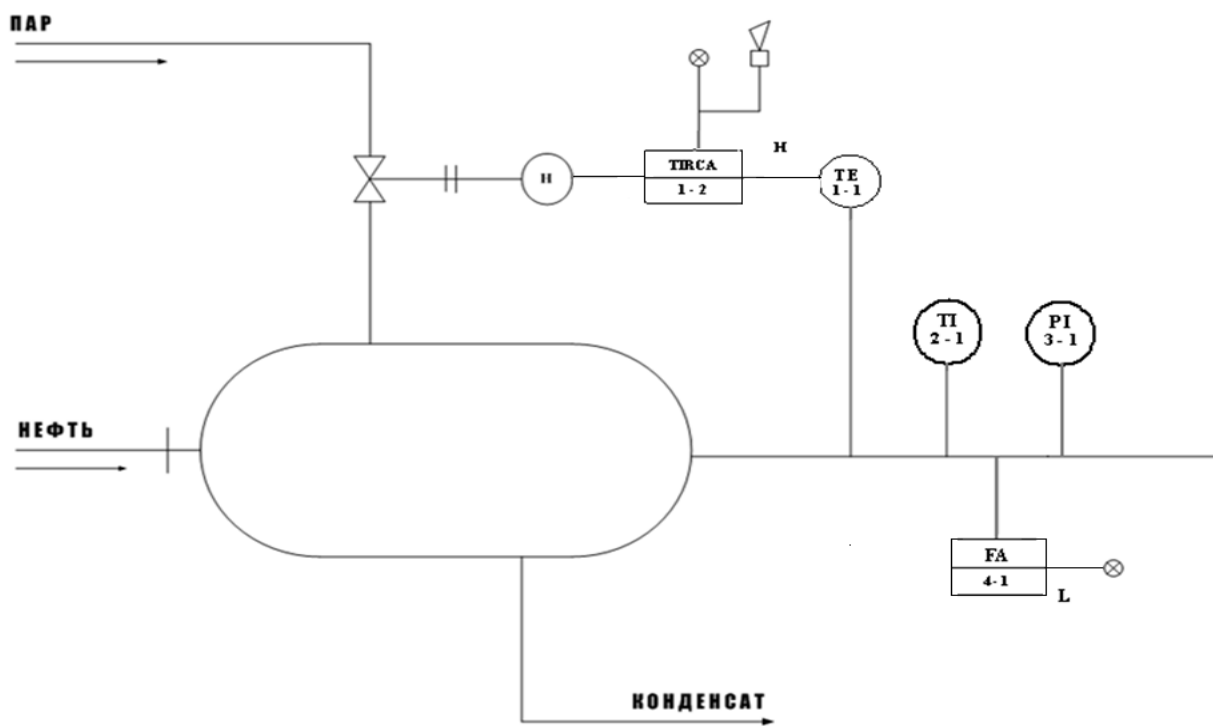 ПАР
H
TIRCA
1 - 2
H
TE
1 - 1
TI
2 - 1
PI
3 - 1
НЕФТЬ
FA
4-1
L
КОНДЕНСАТ